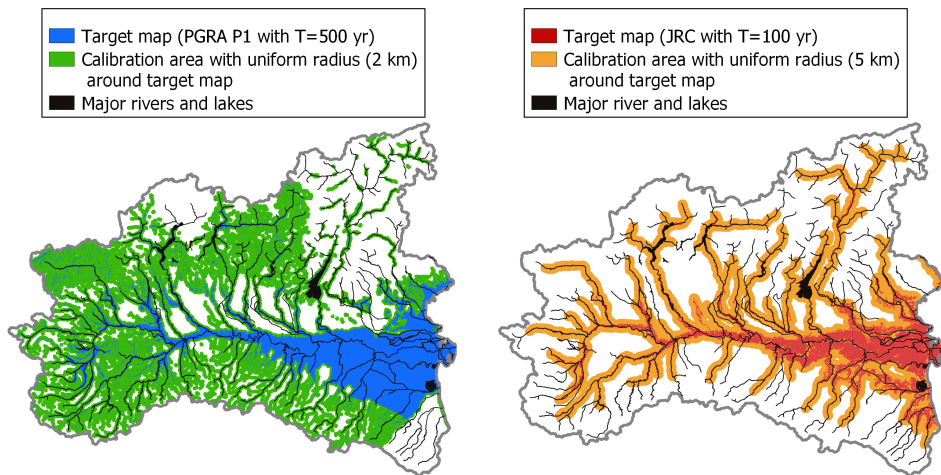 Target map (PGRA P1 with T=500 yr)
Calibration area with uniform radius (2 km)
around target map
Major rivers and lakes
Target map (JRC with T=100 yr)
Calibration area with uniform radius (5 km)
around target map
Major river and lakes